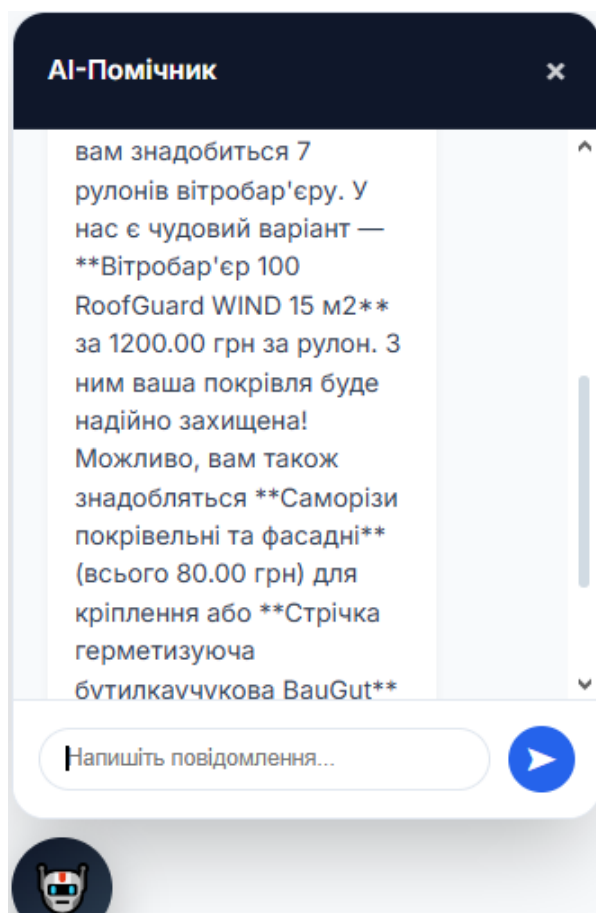 AI-Помічник
×
вам знадобиться 7
рулонів вітробар'єру. У
нас є чудовий варіант —
**Вітробар'єр 100
RoofGuard WIND 15 м2**
за 1200.00 грн за рулон. З
ним ваша покрівля буде
надійно захищена!
Можливо, вам також
знадобляться **Саморізи
покрівельні та фасадні**
(всього 80.00 грн) для
кріплення або **Стрічка
герметизуюча
бутилкаучукова BauGut**
Напишіть повідомлення...